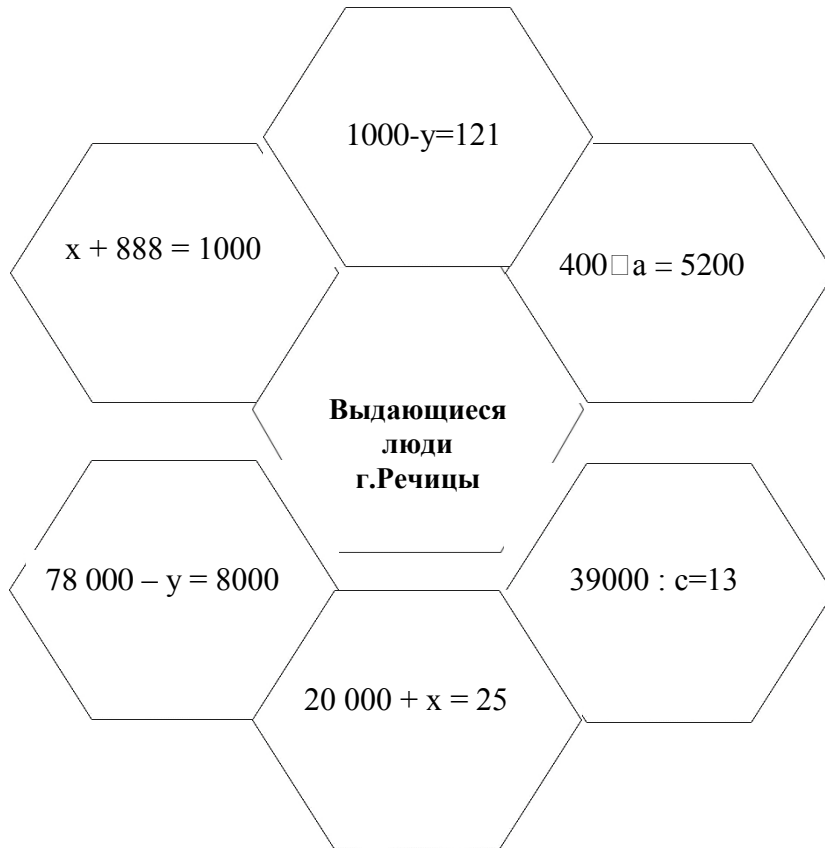 1000-y=121
x + 888 = 1000
400□a = 5200
Выдающиеся
люди
г.Речицы
78 000 – y = 8000
39000 : c=13
20 000 + x = 25